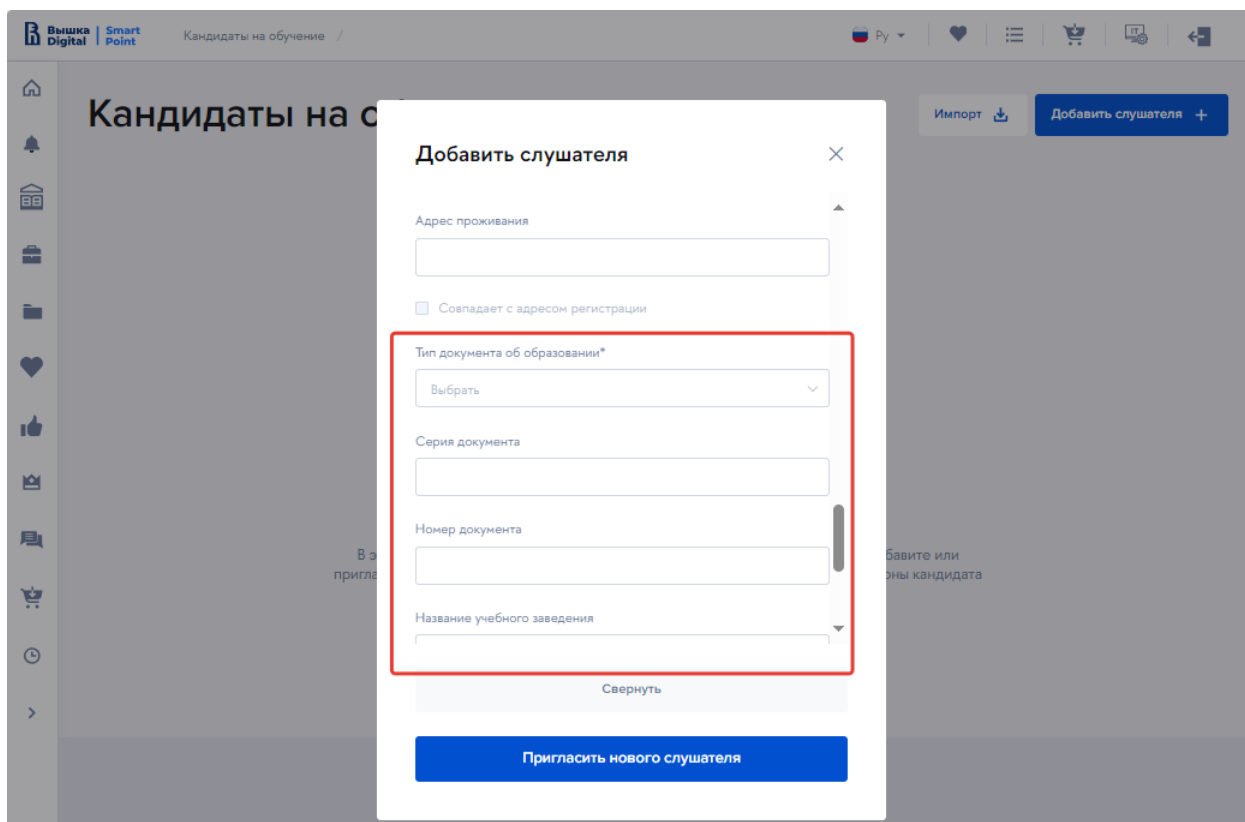 Вышка | Smart
Digital | Point
Кандидаты на обучение /
Ру
IT
Кандидаты на
Импорт
Добавить слушателя +
Добавить слушателя
Адрес проживания
Совпадает с адресом регистрации
Тип документа об образовании*
Выбрать
Серия документа
Номер документа
Название учебного заведения
В
бавите или
пригла
ны кандидата
Свернуть
Пригласить нового слушателя